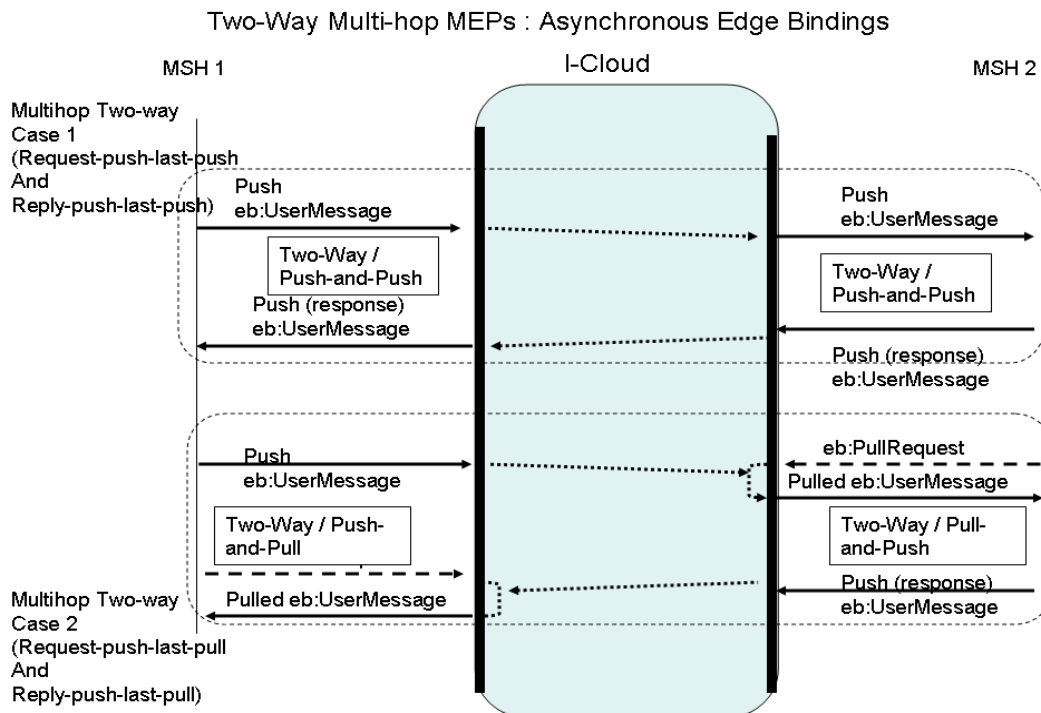 Two-Way Multi-hop MEPs : Asynchronous Edge Bindings
MSH 1
I-Cloud
MSH 2
Multihop Two-way
Case 1
(Request-push-last-push
And
Reply-push-last-push)
Push
eb:UserMessage
Push
eb:UserMessage
Two-Way /
Push-and-Push
Two-Way /
Push-and-Push
Push (response)
eb:UserMessage
Push (response)
eb:UserMessage
Push
eb:UserMessage
eb:PullRequest
Pulled eb:UserMessage
Two-Way / Push-
and-Pull
Two-Way / Pull-
and-Push
Pulled eb:UserMessage
Push (response)
eb:UserMessage
Multihop Two-way
Case 2
(Request-push-last-pull
And
Reply-push-last-pull)